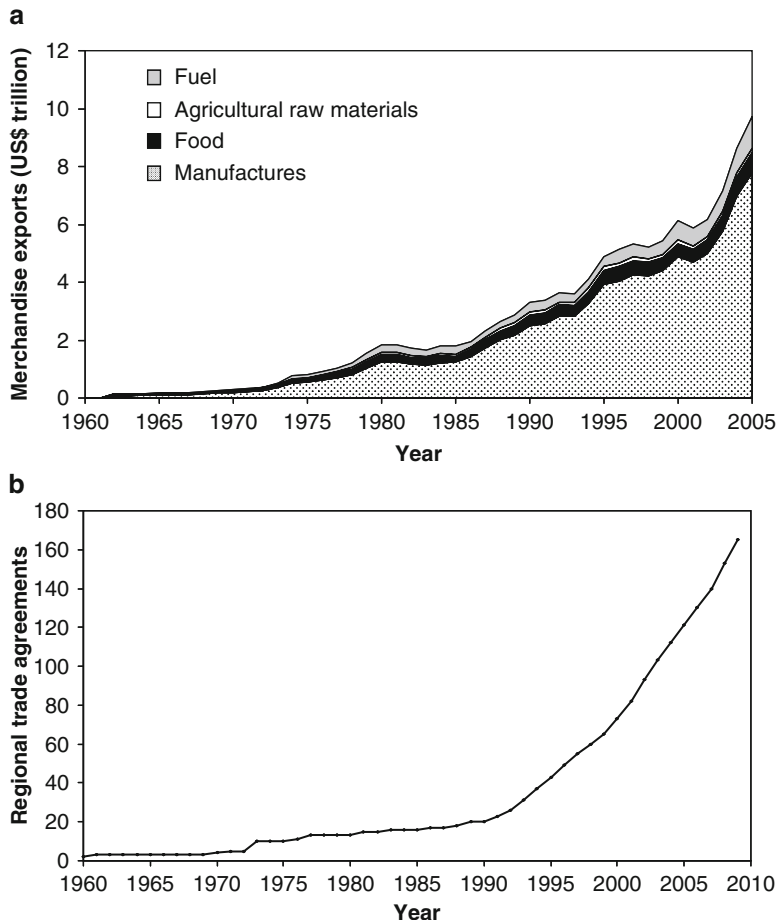 a
Merchandise exports (US$ trillion)
12
10
8
6
4
2
0
Fuel
Agricultural raw materials
Food
Manufactures
1960 1965 1970 1975 1980 1985 1990 1995 2000 2005
Year
b
Regional trade agreements
180
160
140
120
100
80
60
40
20
0
1960 1965 1970 1975 1980 1985 1990 1995 2000 2005 2010
Year